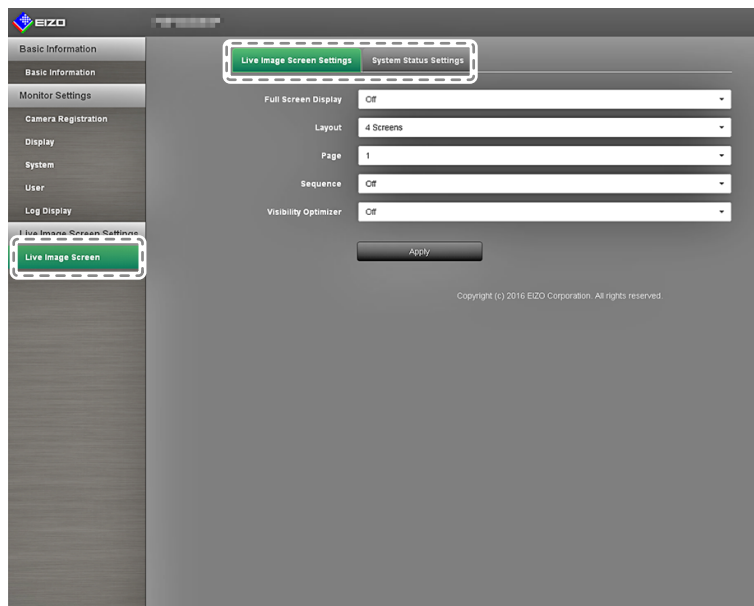 EIZO
Basic Information
Basic Information
Monitor Settings
Camera Registration
Display
System
User
Log Display
Live Image Screen Settings
Live Image Screen
Live Image Screen Settings System Status Settings
Full Screen Display Off
Layout 4 Screens
Page 1
Sequence Off
Visibility Optimizer Off
Apply
Copyright (c) 2016 EIZO Corporation. All rights reserved.